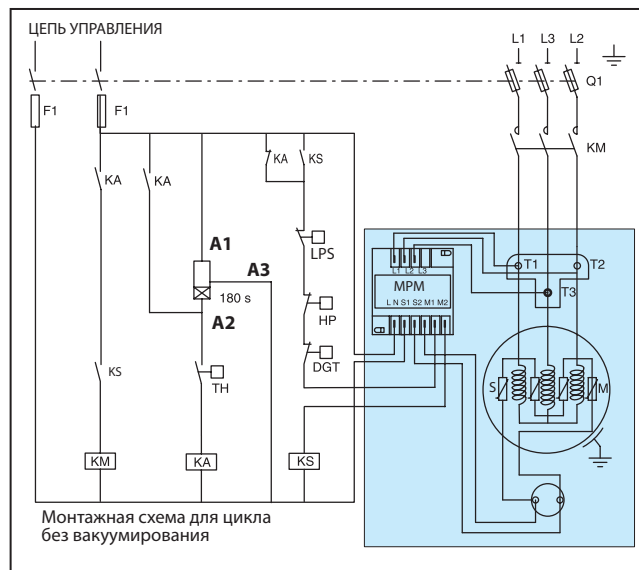 ЦЕПЬ УПРАВЛЕНИЯ
L1 L3 L2
F1 F1 Q1
KM
KA KA KA KS
A1
LPS
A3
180 s
A2
HP
DGT
TH
KS
KM KA KS
L1 L2 L3
MPM
L N S1 S2 M1 M2
T1 T2
T3
S M
Монтажная схема для цикла
без вакуумирования